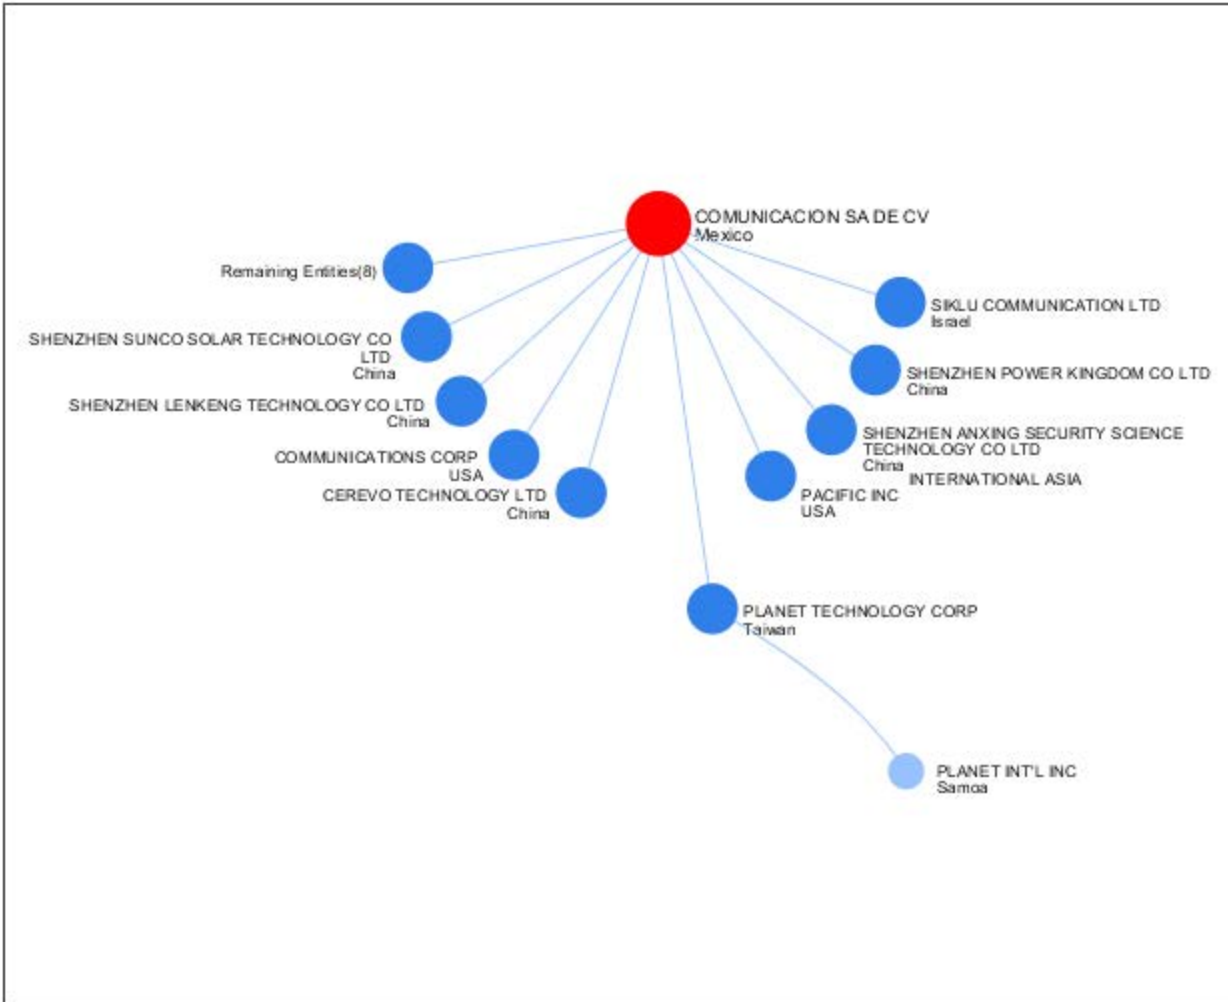 COMUNICACION SA DE CV
Mexico
Remaining Entities(8)
SIKLU COMMUNICATION LTD
Israel
SHENZHEN SUNCO SOLAR TECHNOLOGY CO
LTD
China
SHENZHEN POWER KINGDOM CO LTD
China
SHENZHEN LENKENG TECHNOLOGY CO LTD
China
SHENZHEN ANXING SECURITY SCIENCE
TECHNOLOGY CO LTD
China
COMMUNICATIONS CORP
USA
INTERNATIONAL ASIA
PACIFIC INC
USA
CEREVO TECHNOLOGY LTD
China
PLANET TECHNOLOGY CORP
Taiwan
PLANET INT'L INC
Samoa